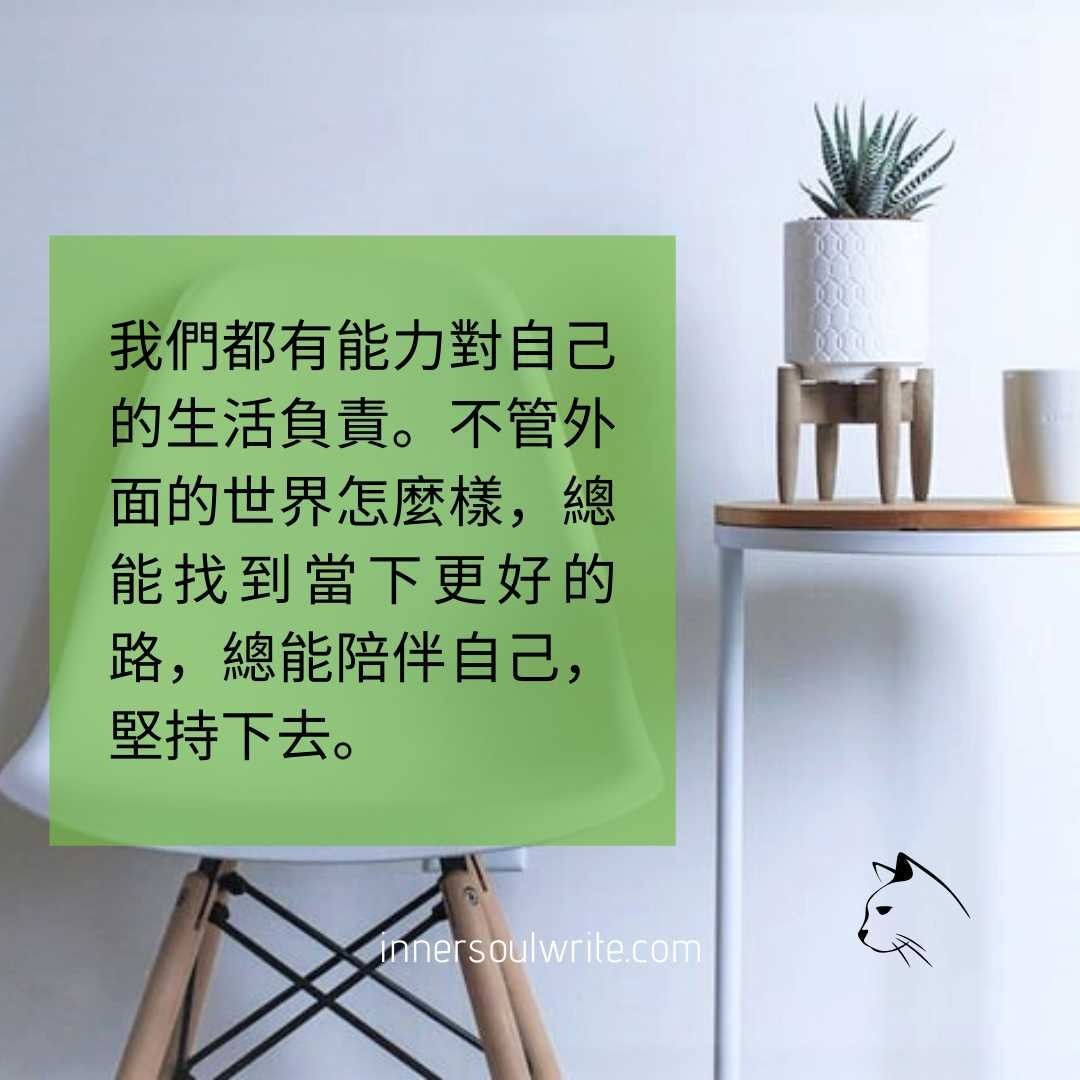 我們都有能力對自己
的生活負責。不管外
面的世界怎麼樣，總
能找到當下更好的
路，總能陪伴自己，
堅持下去。
innersoulwrite.com